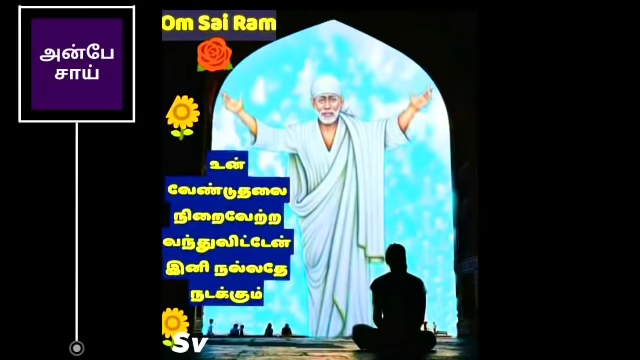 அன்பே
சாய்
Om Sai Ram
உன்
வேண்டுதலை
நிறைவேற்ற
வந்துவிட்டேன்
இனி நல்லதே
நடக்கும்
Sv